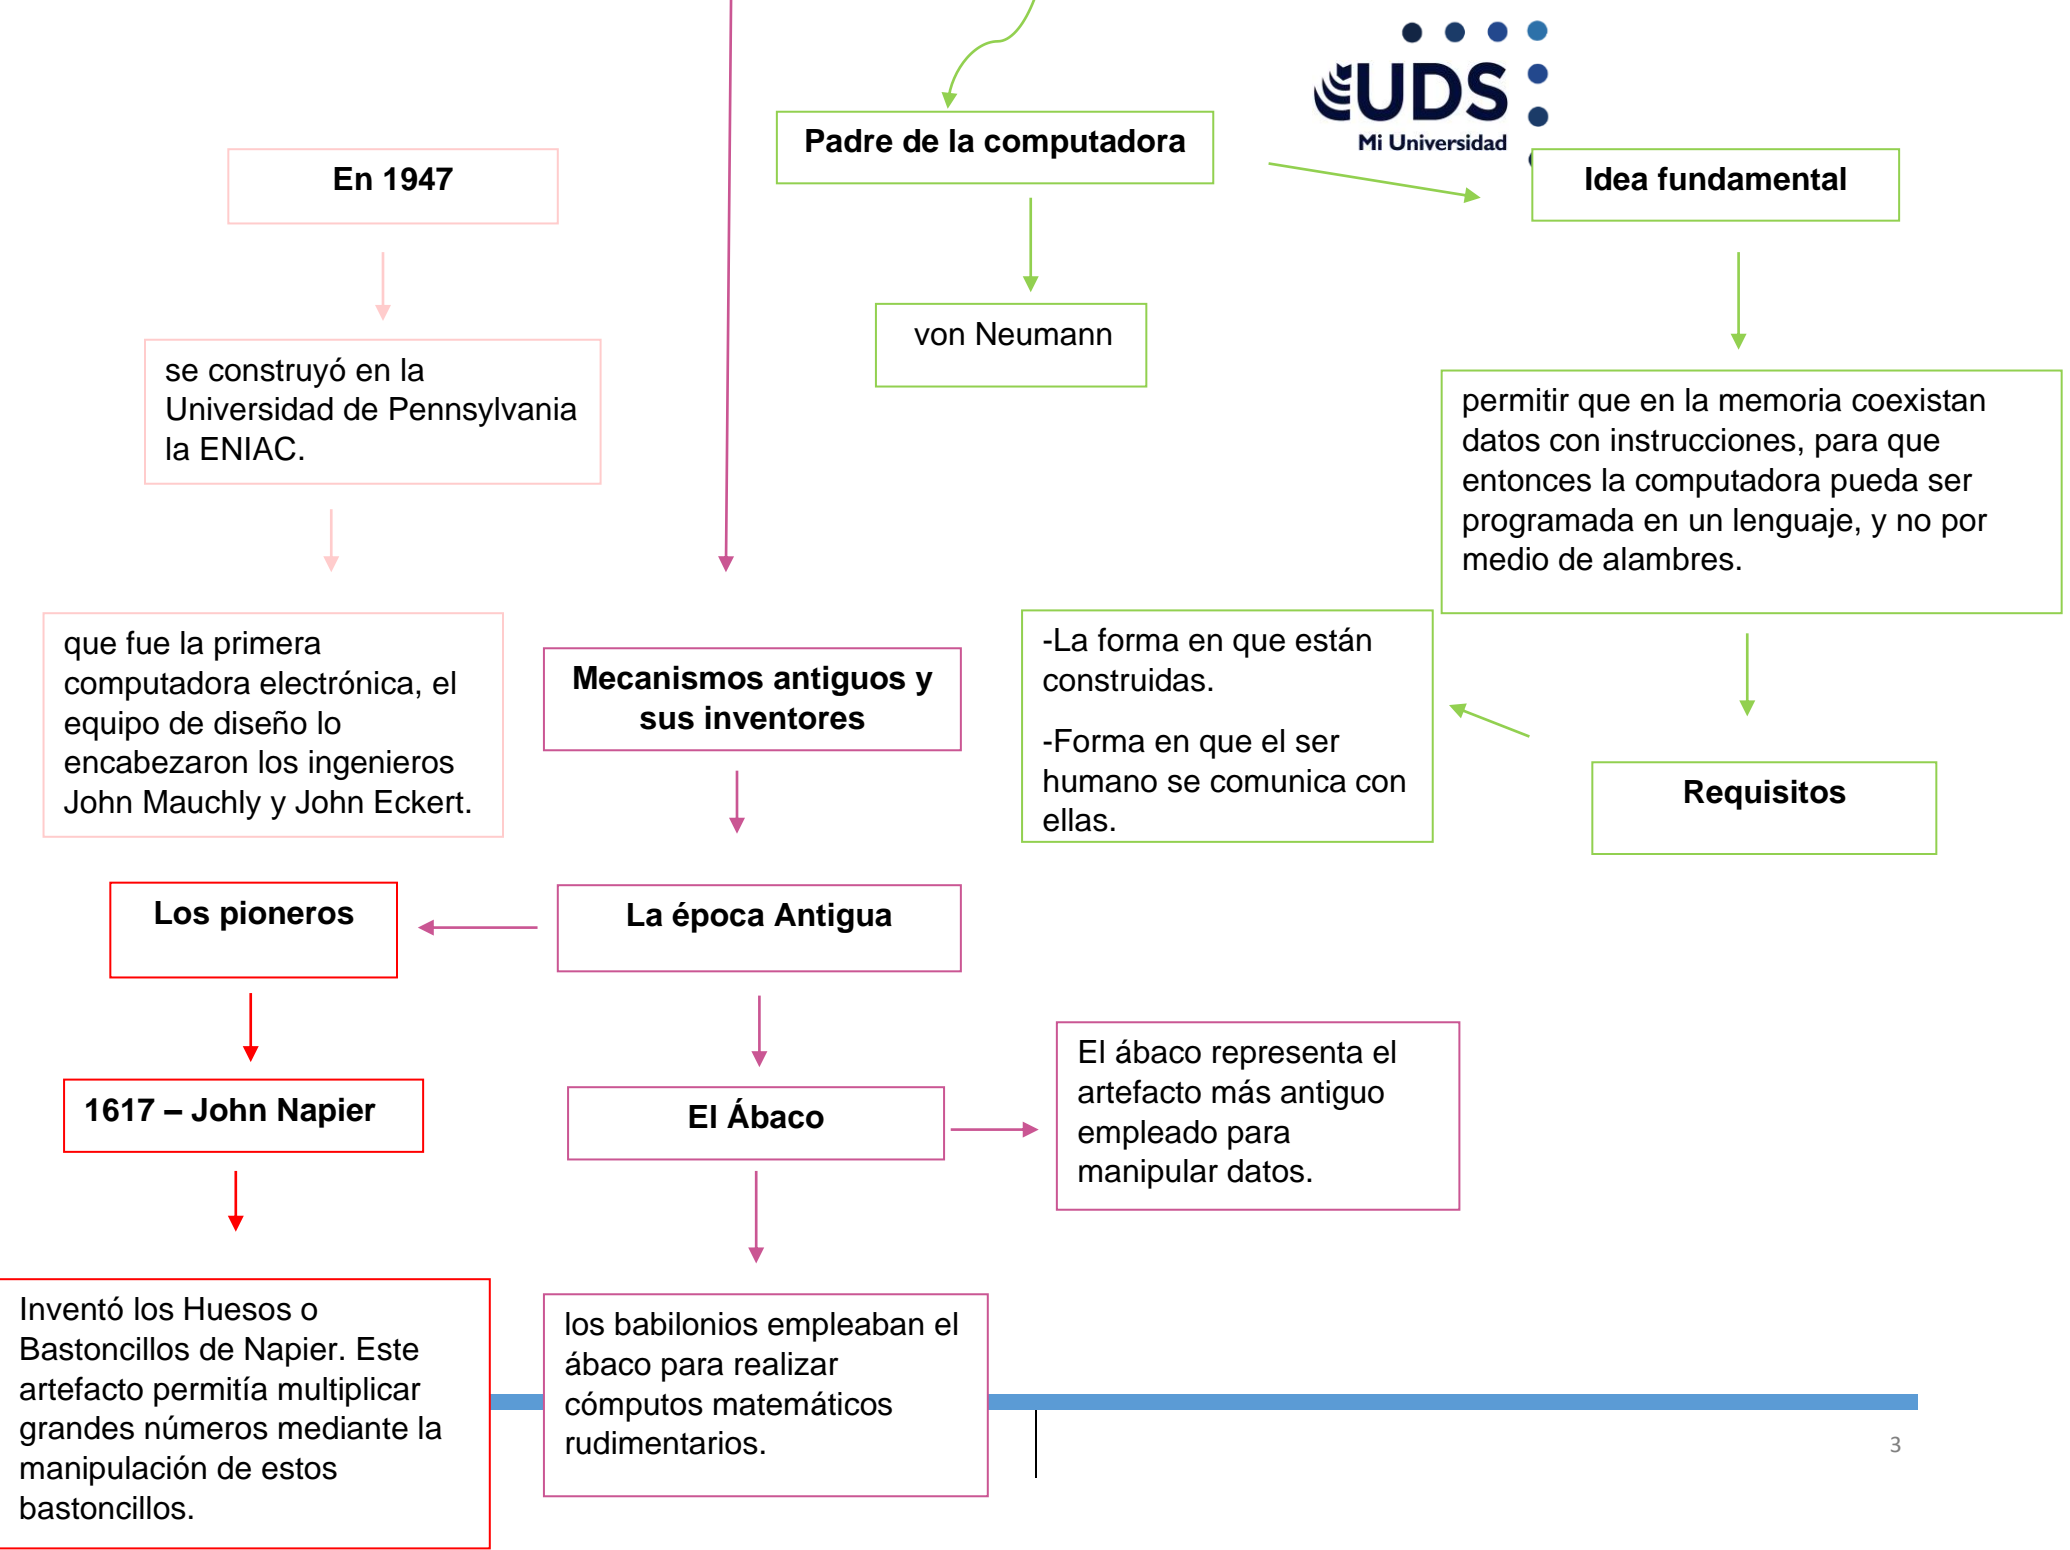 UDS
Mi Universidad
Padre de la computadora
En 1947
Idea fundamental
von Neumann
se construyó en la
Universidad de Pennsylvania
la ENIAC.
permitir que en la memoria coexistan
datos con instrucciones, para que
entonces la computadora pueda ser
programada en un lenguaje, y no por
medio de alambres.
que fue la primera
computadora electrónica, el
equipo de diseño lo
encabezaron los ingenieros
John Mauchly y John Eckert.
Mecanismos antiguos y
sus inventores
-La forma en que están
construidas.
-Forma en que el ser
humano se comunica con
ellas.
Requisitos
Los pioneros
La época Antigua
1617 – John Napier
El Ábaco
El ábaco representa el
artefacto más antiguo
empleado para
manipular datos.
Inventó los Huesos o
Bastoncillos de Napier. Este
artefacto permitía multiplicar
grandes números mediante la
manipulación de estos
bastoncillos.
los babilonios empleaban el
ábaco para realizar
cómputos matemáticos
rudimentarios.
3